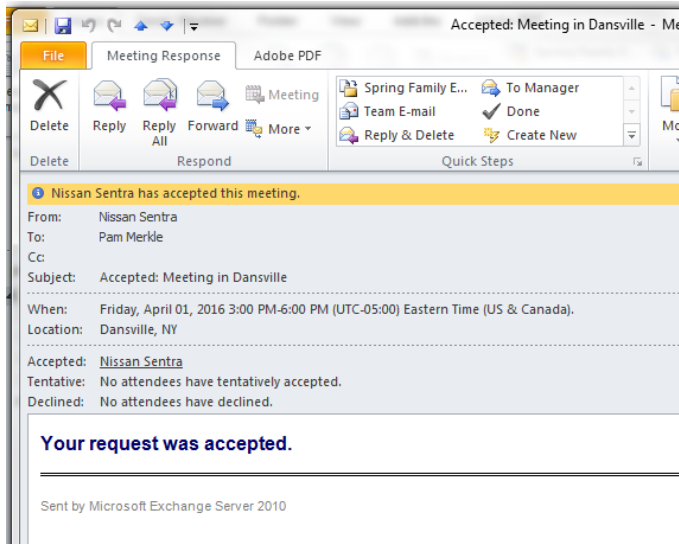 Accepted: Meeting in Dansville - Me
File Meeting Response Adobe PDF
Delete
Reply
Reply All
Forward
Meeting
More
Spring Family E...
To Manager
Team E-mail
Done
Reply & Delete
Create New
Delete
Respond
Quick Steps
Nissan Sentra has accepted this meeting.
From: Nissan Sentra
To: Pam Merkle
Cc:
Subject: Accepted: Meeting in Dansville
When: Friday, April 01, 2016 3:00 PM-6:00 PM (UTC-05:00) Eastern Time (US & Canada).
Location: Dansville, NY
Accepted: Nissan Sentra
Tentative: No attendees have tentatively accepted.
Declined: No attendees have declined.
Your request was accepted.
Sent by Microsoft Exchange Server 2010